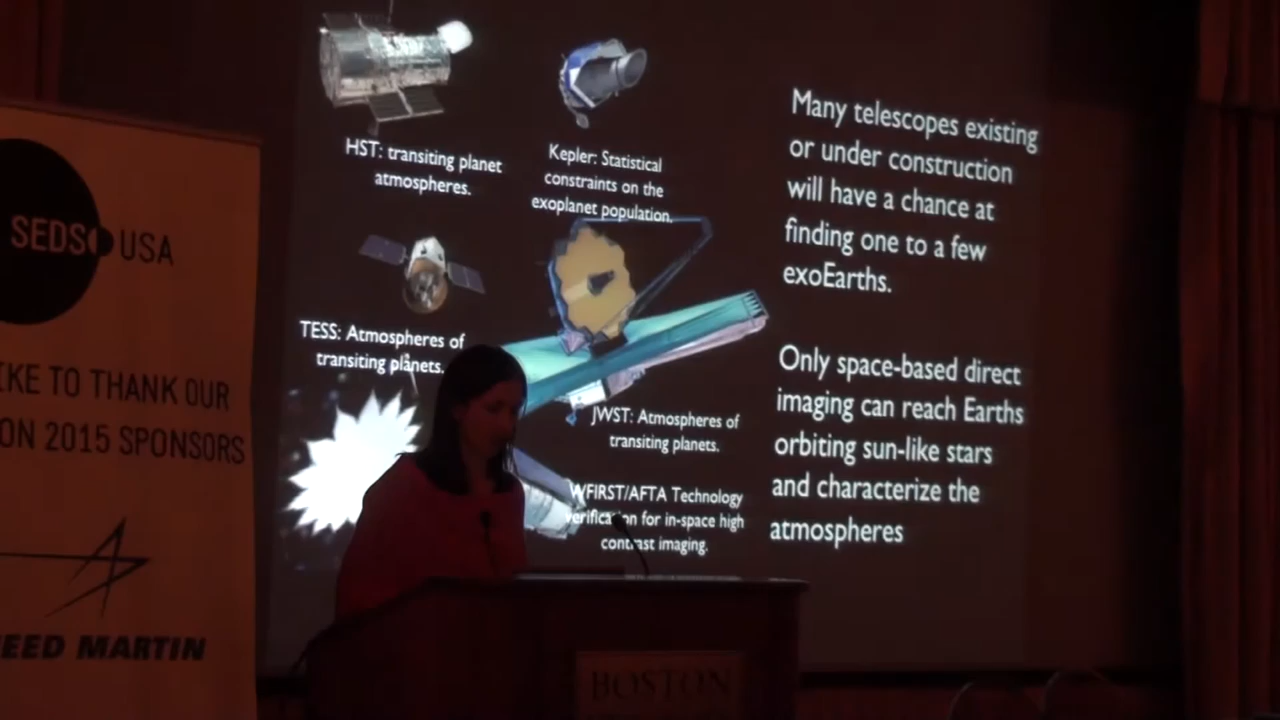 SEDS USA
IKE TO THANK OUR
ON 2015 SPONSORS
EED MARTIN
HST: transiting planet
atmospheres.
Kepler: Statistical
constraints on the
exoplanet population.
TESS: Atmospheres of
transiting planets.
JWST: Atmospheres of
transiting planets.
WFIRST/AFTA Technology
verification for in-space high
contrast imaging.
Many telescopes existing
or under construction
will have a chance at
finding one to a few
exoEarths.
Only space-based direct
imaging can reach Earths
orbiting sun-like stars
and characterize the
atmospheres
BOSTON